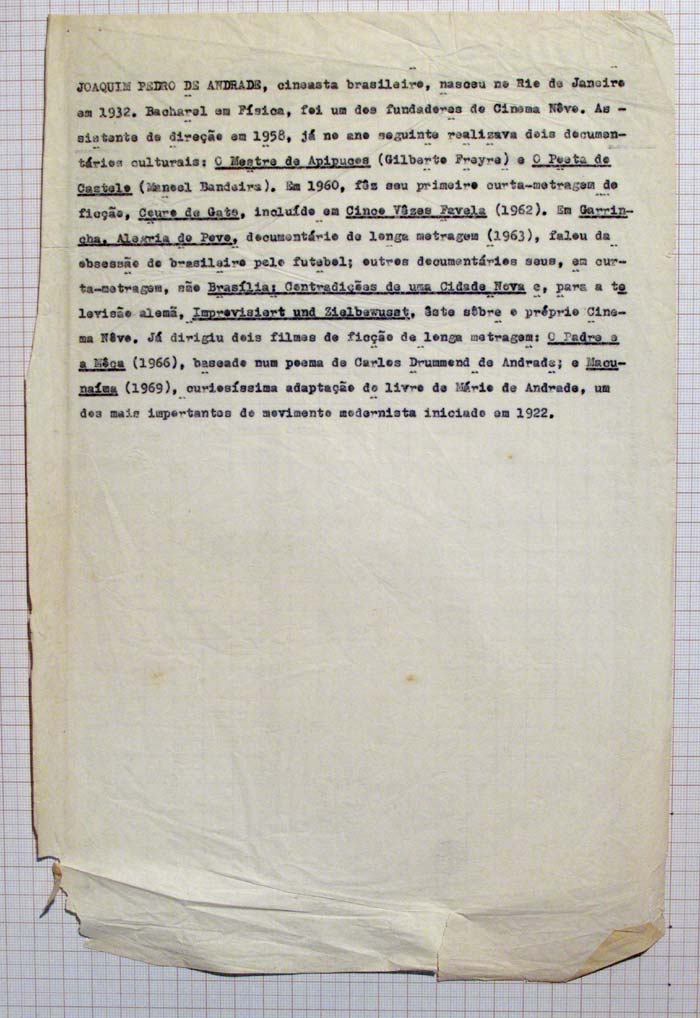 JOAQUIM PEDRO DE ANDRADE, cineasta brasileiro, nasceu no Rio de Janeiro
em 1932. Bacharel em Física, foi um dos fundadores do Cinema Nôvo. As -
sistente de direção em 1958, já no ano seguinte realizava dois documen-
tários culturais: O Mestre de Apipucos (Gilberto Freyre) e O Poeta do
Castelo (Manoel Bandeira). Em 1960, fêz seu primeiro curta-metragem de
ficção, Couro de Gato, incluído em Cinco Vêzes Favela (1962). Em Garrin-
cha, Alegria do Povo, documentário de longa metragem (1963), falou da
obsessão do brasileiro pelo futebol; outros documentários seus, em cur-
ta-metragem, são Brasília: Contradições de uma Cidade Nova e, para a te
levisão alemã, Improvisiert und Zielbewusst, êste sôbre o próprio Cine-
ma Nôvo. Já dirigiu dois filmes de ficção de longa metragem: O Padre e
a Môça (1966), baseado num poema de Carlos Drummond de Andrade; e Macu-
naíma (1969), curiosíssima adaptação do livro de Mário de Andrade, um
dos mais importantes do movimento modernista iniciado em 1922.